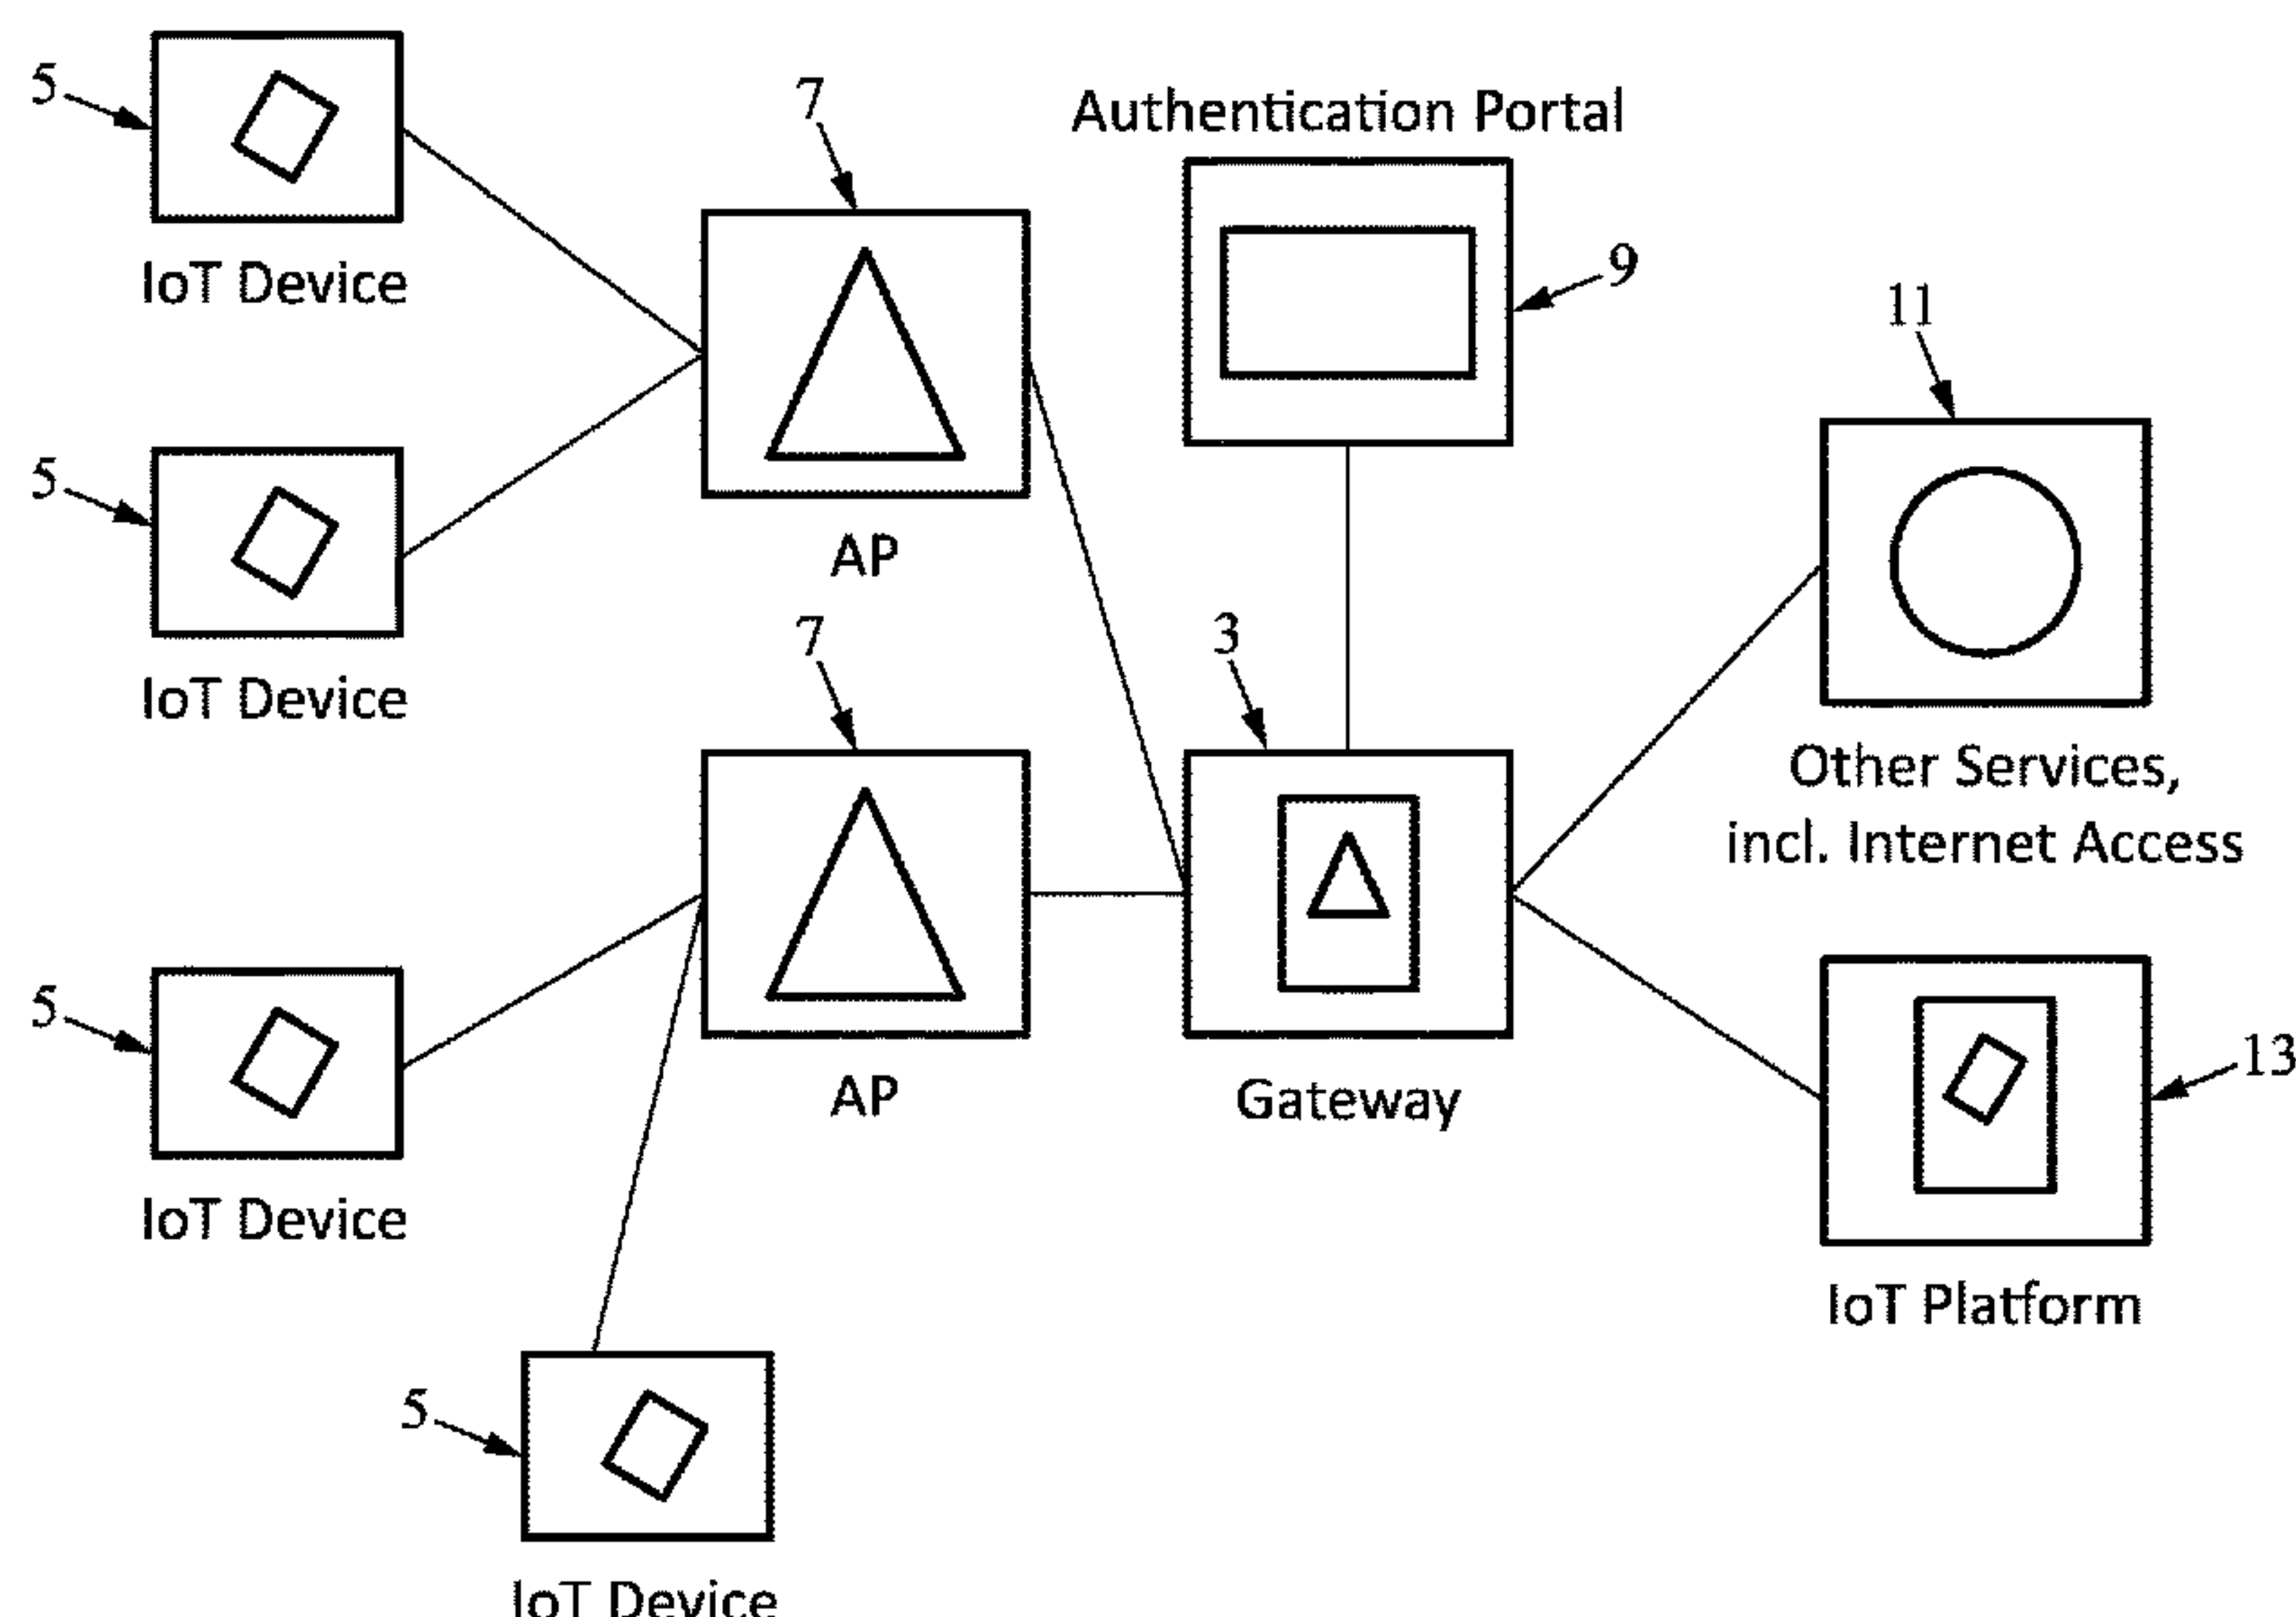 5
IoT Device
7
AP
Authentication Portal
9
11
Other Services,
incl. Internet Access
5
IoT Device
7
AP
3
Gateway
13
IoT Platform
5
IoT Device
5
IoT Device